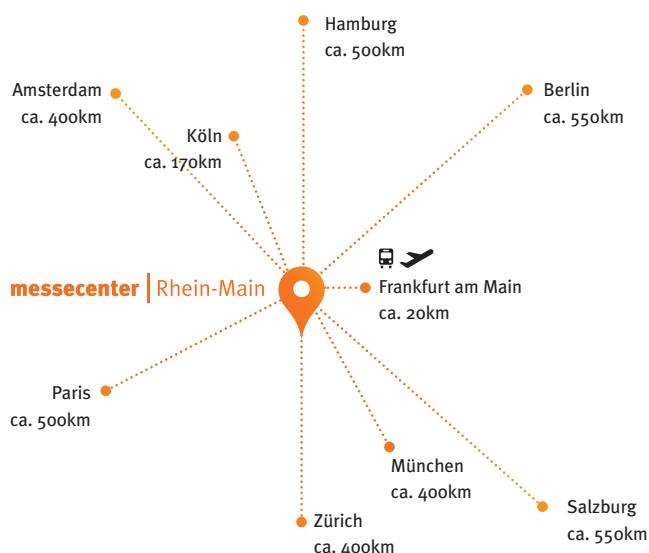 Hamburg
ca. 500km
Amsterdam
ca. 400km
Berlin
ca. 550km
Köln
ca. 170km
messecenter | Rhein-Main
Frankfurt am Main
ca. 20km
Paris
ca. 500km
München
ca. 400km
Zürich
ca. 400km
Salzburg
ca. 550km